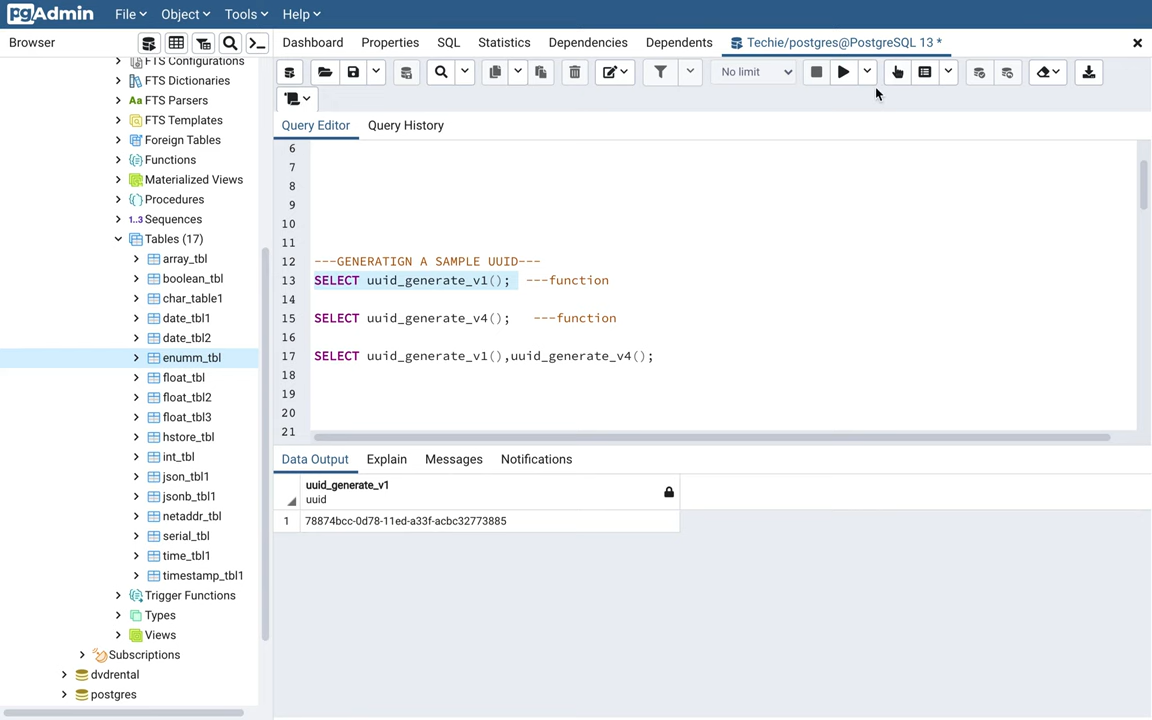 pgAdmin File Object Tools Help
Browser Dashboard Properties SQL Statistics Dependencies Dependents Techie/postgres@PostgreSQL 13 *
FTS Configurations
FTS Dictionaries
Aa FTS Parsers
FTS Templates
Foreign Tables
Functions
Materialized Views
Procedures
1..3 Sequences
Tables (17)
array_tbl
boolean_tbl
char_table1
date_tbl1
date_tbl2
enumm_tbl
float_tbl
float_tbl2
float_tbl3
hstore_tbl
int_tbl
json_tbl1
jsonb_tbl1
netaddr_tbl
serial_tbl
time_tbl1
timestamp_tbl1
Trigger Functions
Types
Views
Subscriptions
dvdrental
postgres
No limit
Query Editor Query History
6
7
8
9
10
11
12 ---GENERATIGN A SAMPLE UUID---
13 SELECT uuid_generate_v1(); ---function
14
15 SELECT uuid_generate_v4(); ---function
16
17 SELECT uuid_generate_v1(),uuid_generate_v4();
18
19
20
21
Data Output Explain Messages Notifications
uuid_generate_v1
uuid
1 78874bcc-0d78-11ed-a33f-acbc32773885